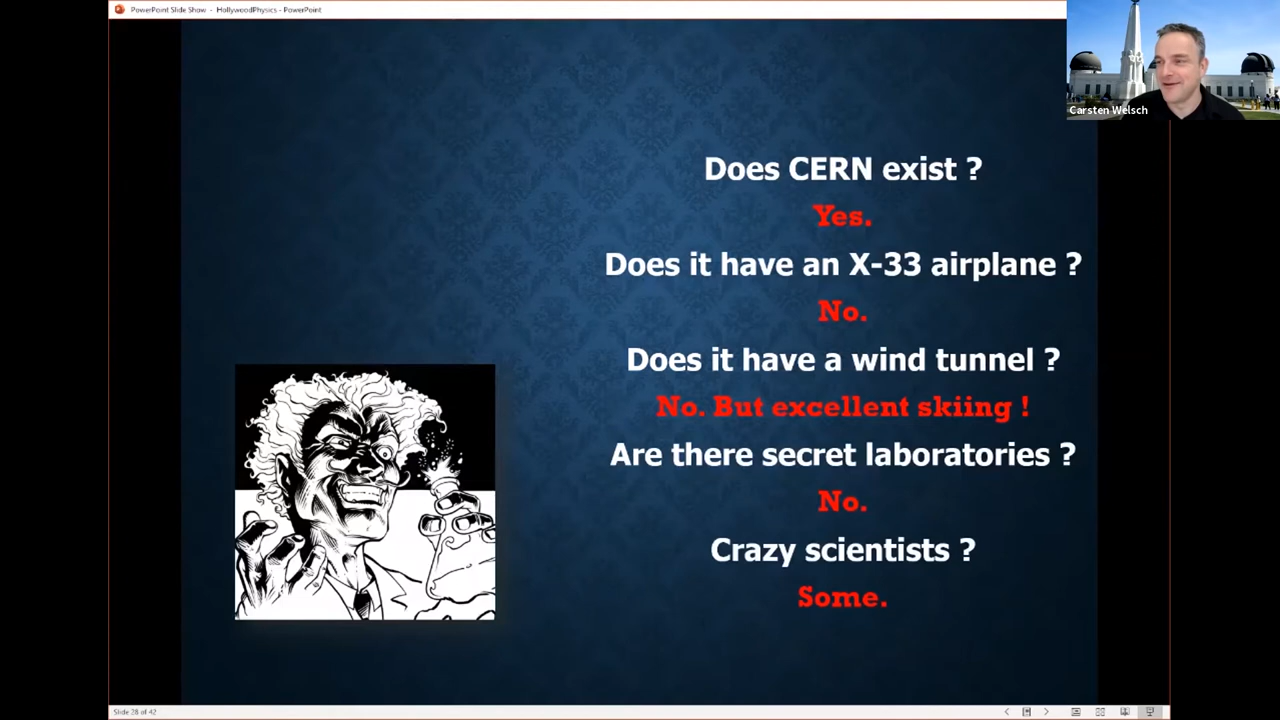 PowerPoint Slide Show - HollywoodPhysics - PowerPoint
Carsten Welsch
Does CERN exist ?
Yes.
Does it have an X-33 airplane ?
No.
Does it have a wind tunnel ?
No. But excellent skiing !
Are there secret laboratories ?
No.
Crazy scientists ?
Some.
Slide 28 of 42